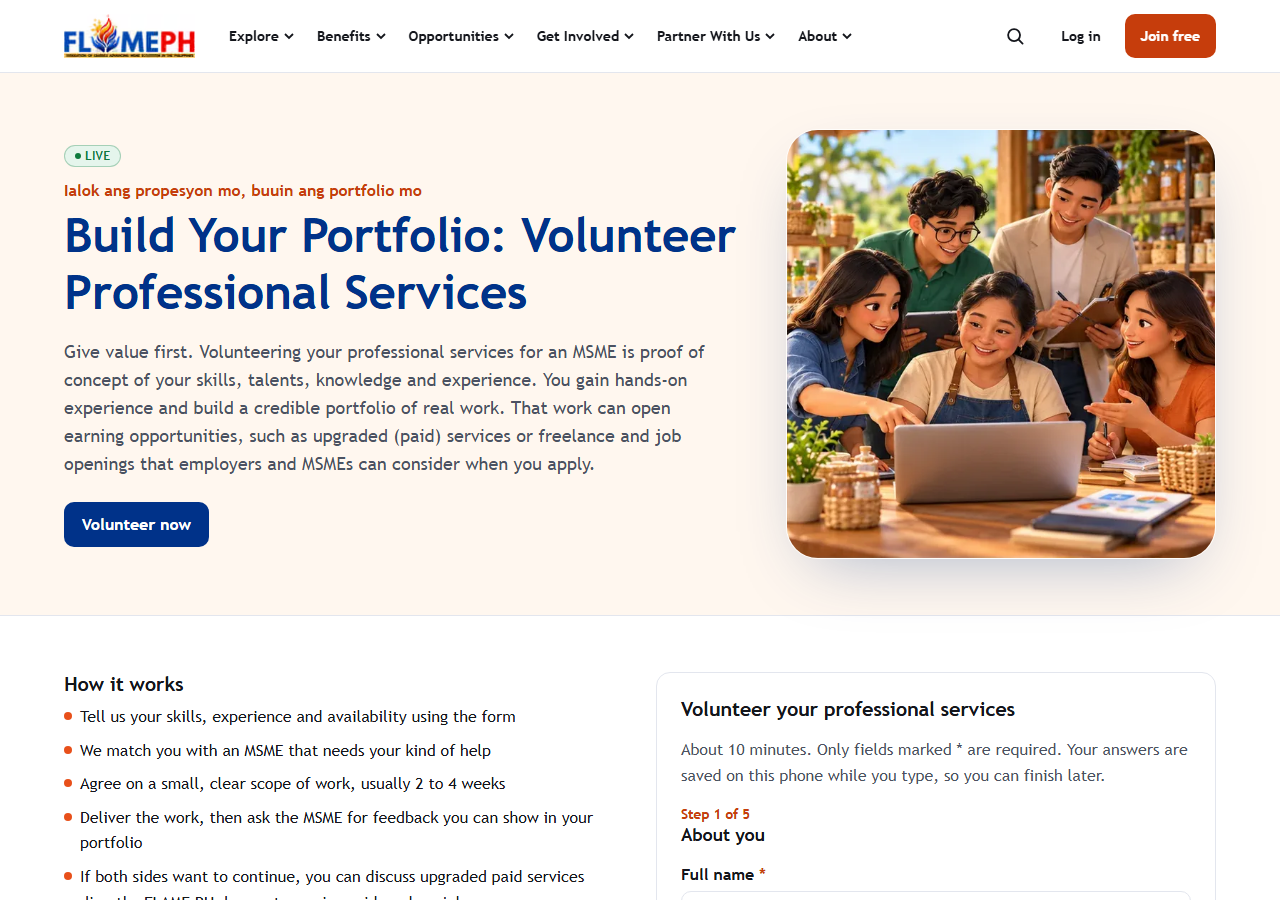 FLAMEPH
Explore
Benefits
Opportunities
Get Involved
Partner With Us
About
Log in
Join free
LIVE
Ialok ang propesyon mo, buuin ang portfolio mo
Build Your Portfolio: Volunteer
Professional Services
Give value first. Volunteering your professional services for an MSME is proof of
concept of your skills, talents, knowledge and experience. You gain hands-on
experience and build a credible portfolio of real work. That work can open
earning opportunities, such as upgraded (paid) services or freelance and job
openings that employers and MSMEs can consider when you apply.
Volunteer now
How it works
Tell us your skills, experience and availability using the form
We match you with an MSME that needs your kind of help
Agree on a small, clear scope of work, usually 2 to 4 weeks
Deliver the work, then ask the MSME for feedback you can show in your
portfolio
If both sides want to continue, you can discuss upgraded paid services
Volunteer your professional services
About 10 minutes. Only fields marked * are required. Your answers are
saved on this phone while you type, so you can finish later.
Step 1 of 5
About you
Full name *